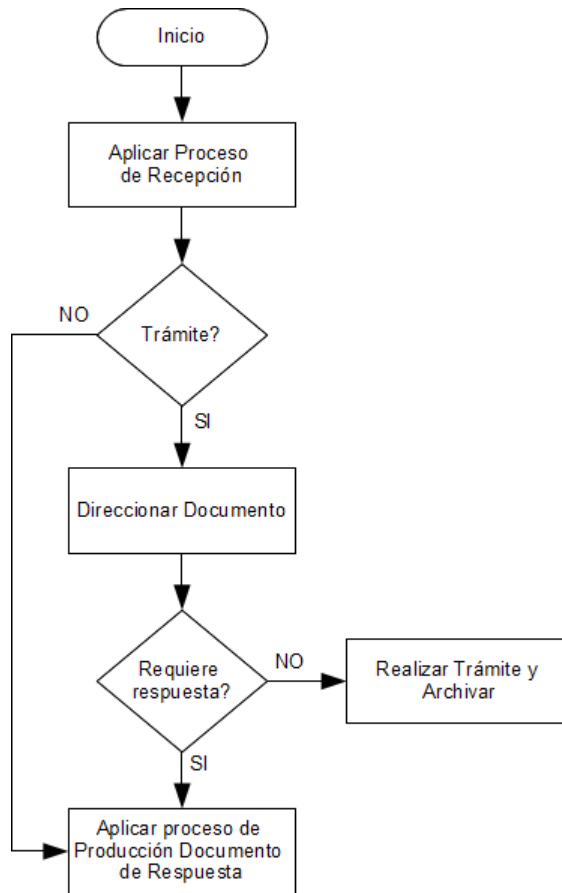 Inicio
Aplicar Proceso
de Recepción
NO
Trámite?
SI
Direccionar Documento
Requiere
respuesta?
NO
Realizar Trámite y
Archivar
SI
Aplicar proceso de
Producción Documento
de Respuesta